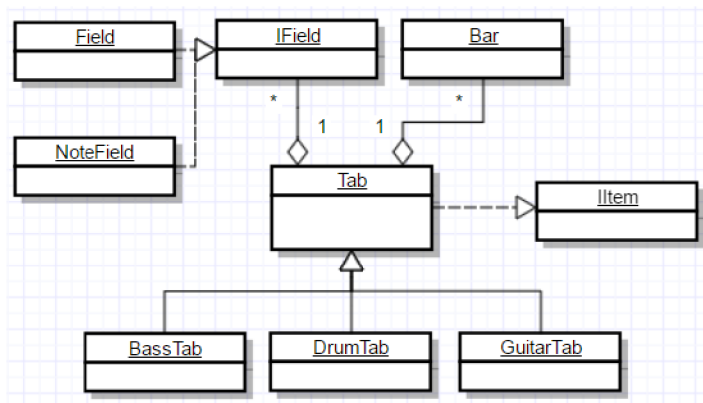 Field
IField
Bar
*
*
1
1
NoteField
Tab
IItem
BassTab
DrumTab
GuitarTab